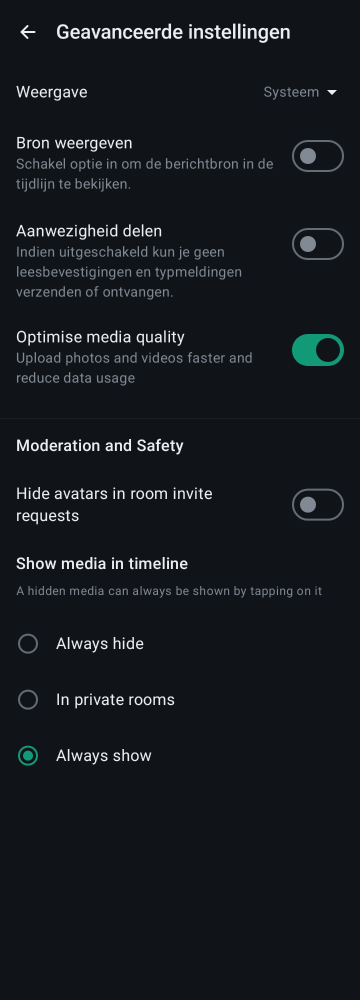 Geavanceerde instellingen
Weergave
Systeem
Bron weergeven
Schakel optie in om de berichtbron in de
tijdlijn te bekijken.
Aanwezigheid delen
Indien uitgeschakeld kun je geen
leesbevestigingen en typmeldingen
verzenden of ontvangen.
Optimise media quality
Upload photos and videos faster and
reduce data usage
Moderation and Safety
Hide avatars in room invite
requests
Show media in timeline
A hidden media can always be shown by tapping on it
Always hide
In private rooms
Always show